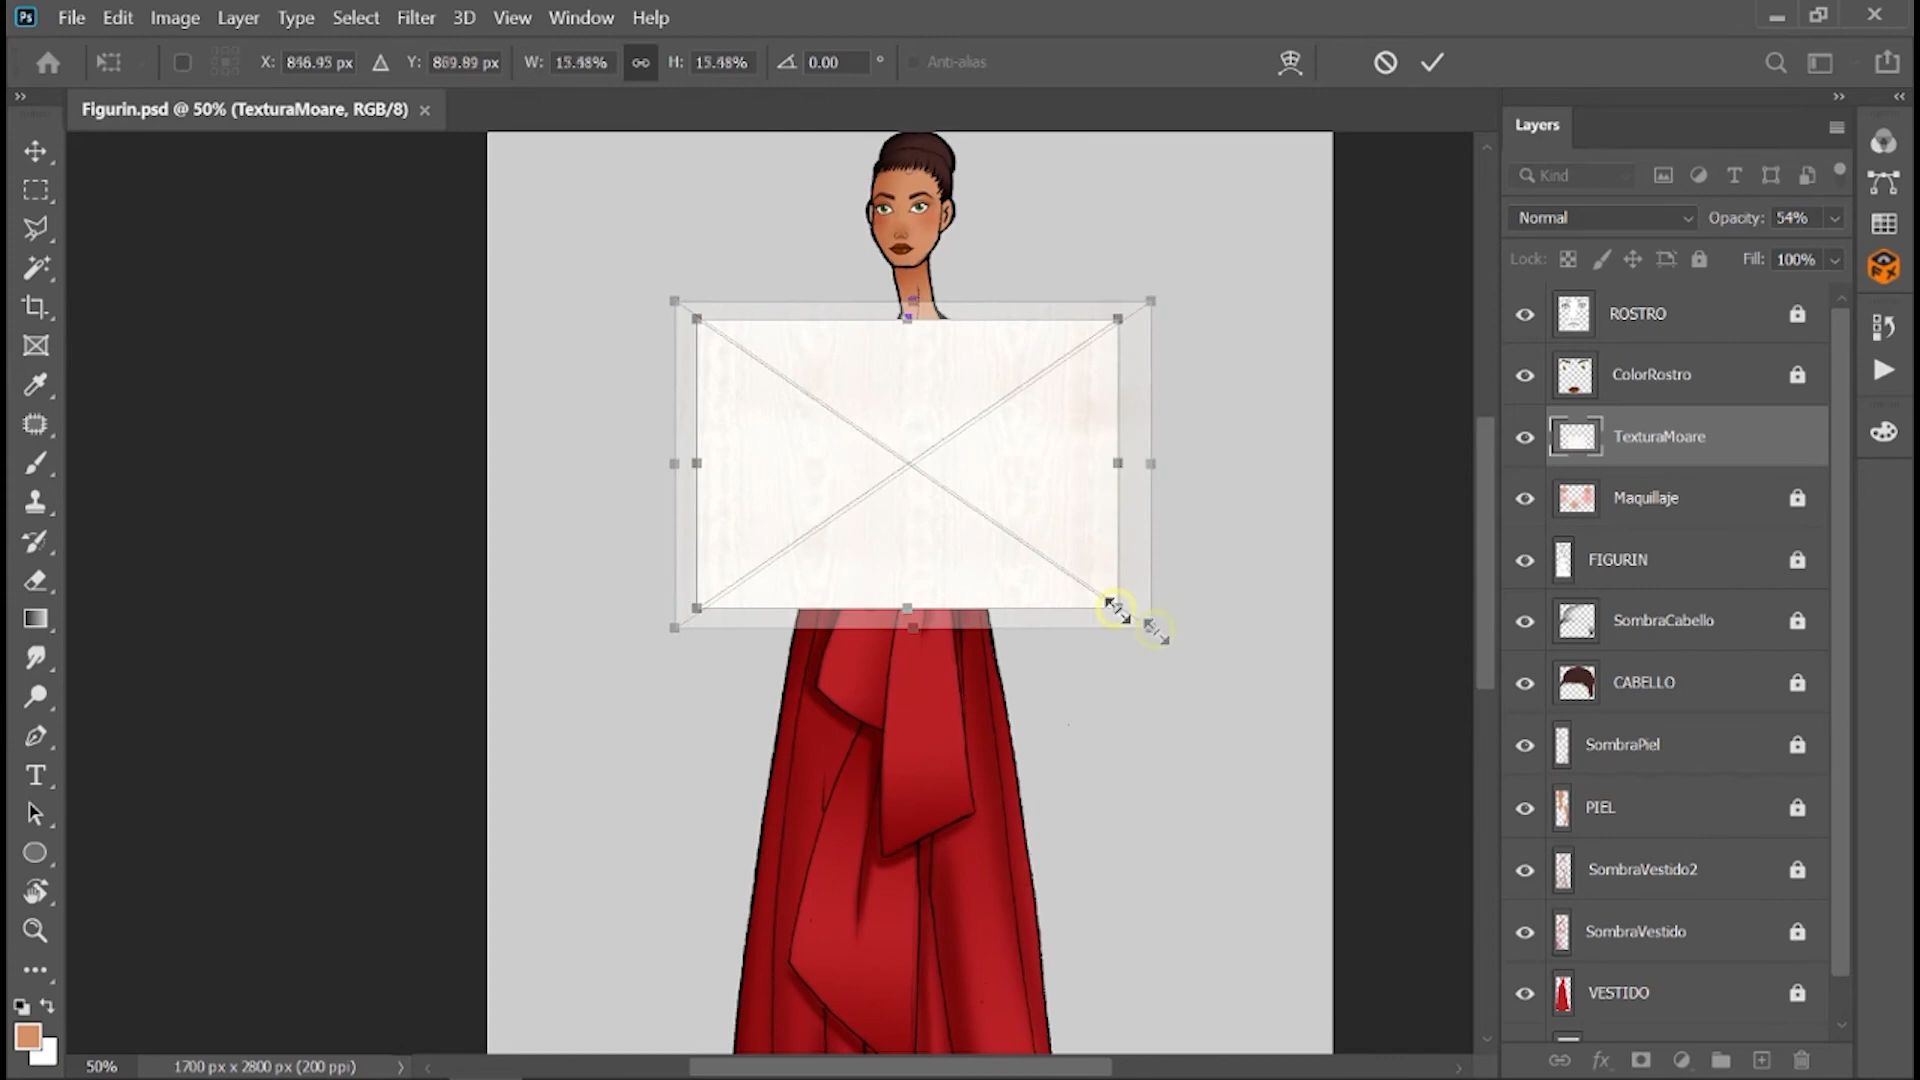 Ps File Edit Image Layer Type Select Filter 3D View Window Help
X: 846.95 px Y: 869.89 px W: 15.48% H: 15.48% 0.00 ° Anti-alias
Figurin.psd @ 50% (TexturaMoare, RGB/8)
Layers
Kind
Normal Opacity: 54%
Lock: Fill: 100%
ROSTRO
ColorRostro
TexturaMoare
Maquillaje
FIGURIN
SombraCabello
CABELLO
SombraPiel
PIEL
SombraVestido2
SombraVestido
VESTIDO
50% 1700 px x 2800 px (200 ppi)